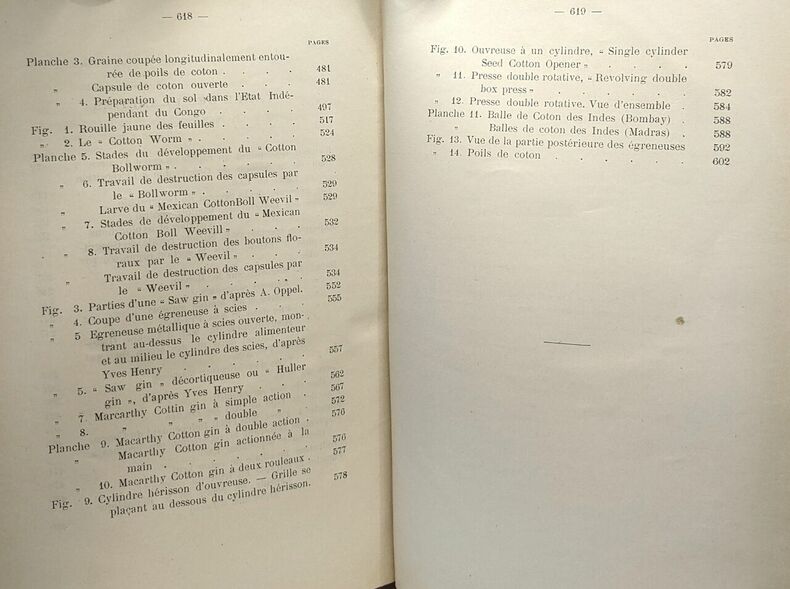 — 618 —
PAGES
Planche 3. Graine coupée longitudinalement entou-
rée de poils de coton . . . . 481
„ Capsule de coton ouverte . . . . 481
„ 4. Préparation du sol dans l'Etat Indé-
pendant du Congo . . . . 497
Fig. 1. Rouille jaune des feuilles . . . . 517
„ 2. Le “ Cotton Worm „ . . . . 524
Planche 5. Stades du développement du “ Cotton
Bollworm „ . . . . . 528
„ 6. Travail de destruction des capsules par
le “ Bollworm „ . . . . 529
„ Larve du “ Mexican CottonBoll Weevil „ 529
„ 7. Stades de développement du “ Mexican
Cotton Boll Weevill „ . . . . 532
„ 8. Travail de destruction des boutons flo-
raux par le “ Weevil „ . . . . 534
„ Travail de destruction des capsules par
le “ Weevil „ . . . . 534
Fig. 3. Parties d'une “ Saw gin „ d'après A. Oppel. 552
„ 4. Coupe d'une égreneuse à scies . . . 555
„ 5 Egreneuse métallique à scies ouverte, mon-
trant au-dessus le cylindre alimenteur
et au milieu le cylindre des scies, d'après
Yves Henry . . . . 557
„ 5. “ Saw gin „ décortiqueuse ou “ Huller
gin „, d'après Yves Henry . . . 562
„ 7. Marcarthy Cottin gin à simple action . 567
„ 8. „ „ „ „ double „ . 572
Planche 9. Macarthy Cotton gin à double action . 576
„ Macarthy Cotton gin actionnée à la
main . . . . . 576
„ 10. Macarthy Cotton gin à deux rouleaux . 577
Fig. 9. Cylindre hérisson d'ouvreuse. — Grille se
plaçant au dessous du cylindre hérisson. 578
— 619 —
PAGES
Fig. 10. Ouvreuse à un cylindre, “ Single cylinder
Seed Cotton Opener „ . . . . 579
„ 11. Presse double rotative, “ Revolving double
box press „ . . . . . 582
„ 12. Presse double rotative. Vue d'ensemble . 584
Planche 11. Balle de Coton des Indes (Bombay) . 588
„ Balles de coton des Indes (Madras) . 588
Fig. 13. Vue de la partie postérieure des égreneuses 592
„ 14. Poils de coton . . . . . 602